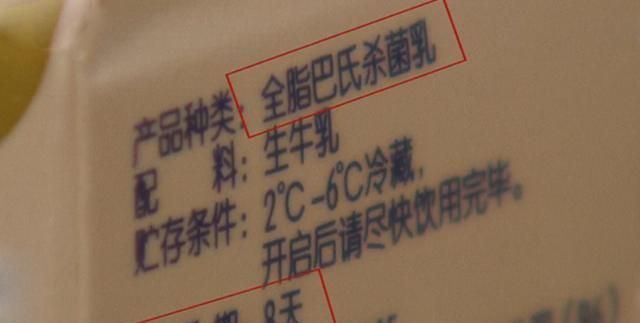 产品种类：全脂巴氏杀菌乳
配　　料：生牛乳
贮存条件：2℃-6℃冷藏，
开启后请尽快饮用完毕。
期 8天